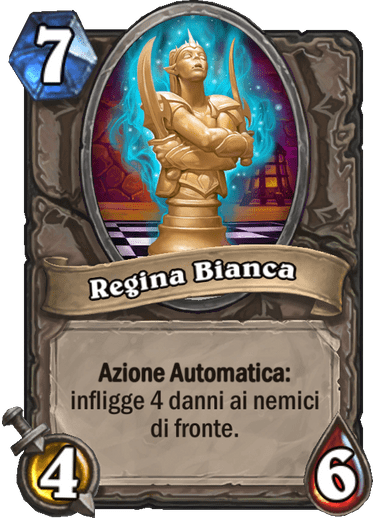 7
Regina Bianca
Azione Automatica:
infligge 4 danni ai nemici
di fronte.
4
6